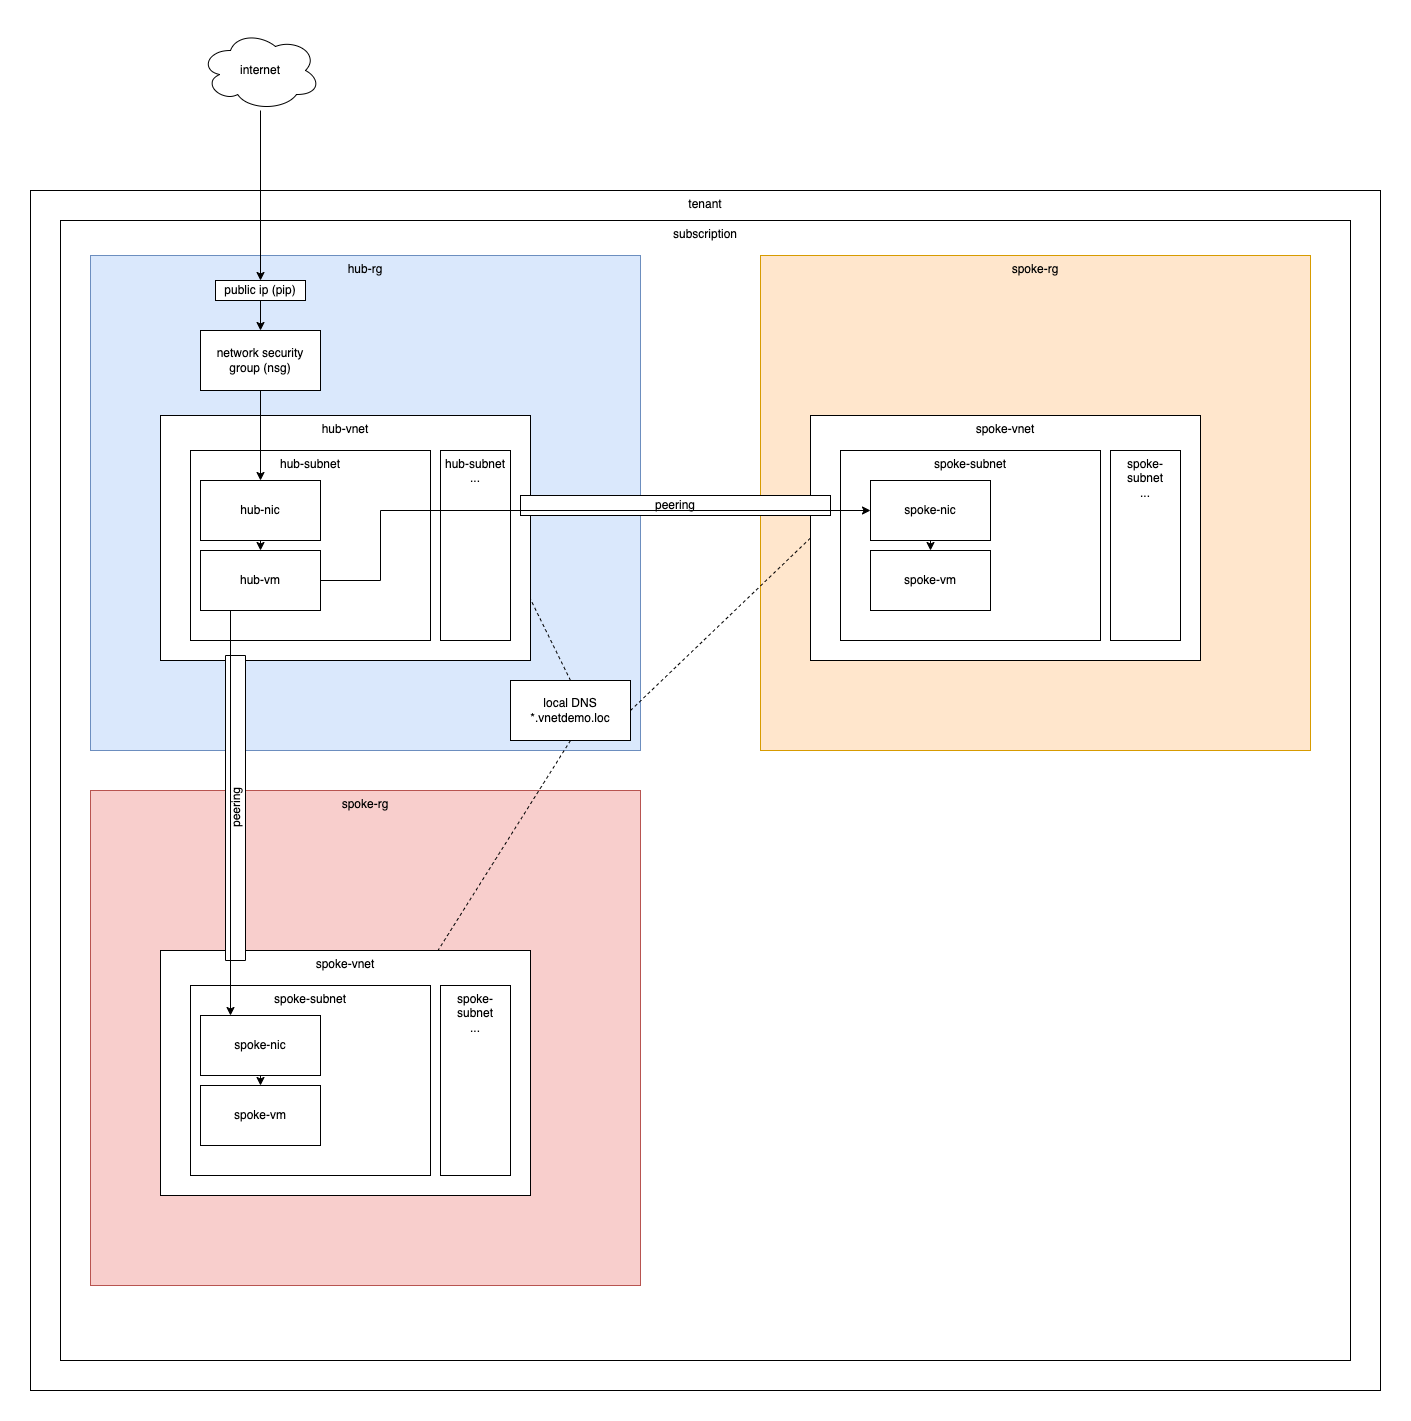 internet
tenant
subscription
hub-rg
public ip (pip)
network security
group (nsg)
hub-vnet
hub-subnet
hub-nic
hub-vm
hub-subnet
...
peering
spoke-rg
spoke-vnet
spoke-subnet
spoke-nic
spoke-vm
spoke-
subnet
...
local DNS
*.vnetdemo.loc
peering
spoke-rg
spoke-vnet
spoke-subnet
spoke-nic
spoke-vm
spoke-
subnet
...